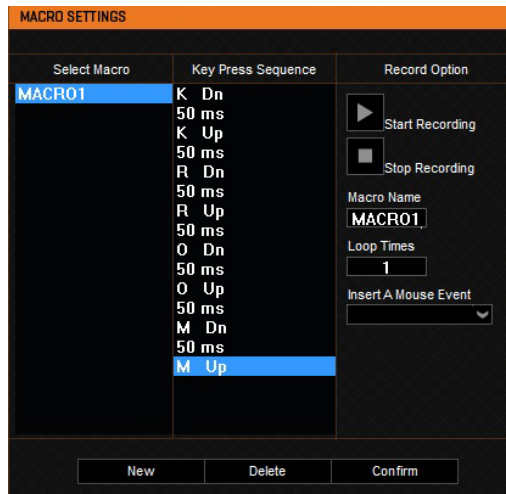 MACRO SETTINGS
Select Macro
MACRO1
Key Press Sequence
K Dn
50 ms
K Up
50 ms
R Dn
50 ms
R Up
50 ms
O Dn
50 ms
O Up
50 ms
M Dn
50 ms
M Up
Record Option
Start Recording
Stop Recording
Macro Name
MACRO1
Loop Times
1
Insert A Mouse Event
New Delete Confirm